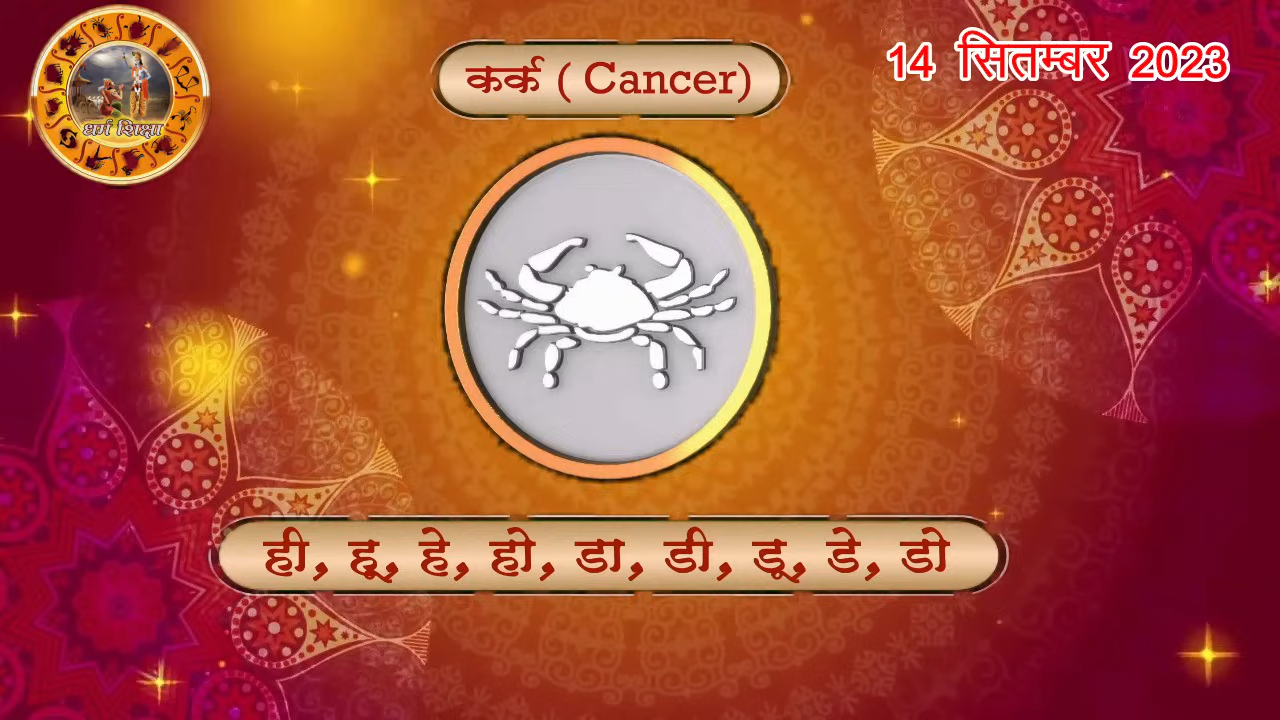 धर्म शिक्षा
कर्क ( Cancer)
14 सितम्बर 2023
ही, हू, हे, हो, डा, डी, डू, डे, डो